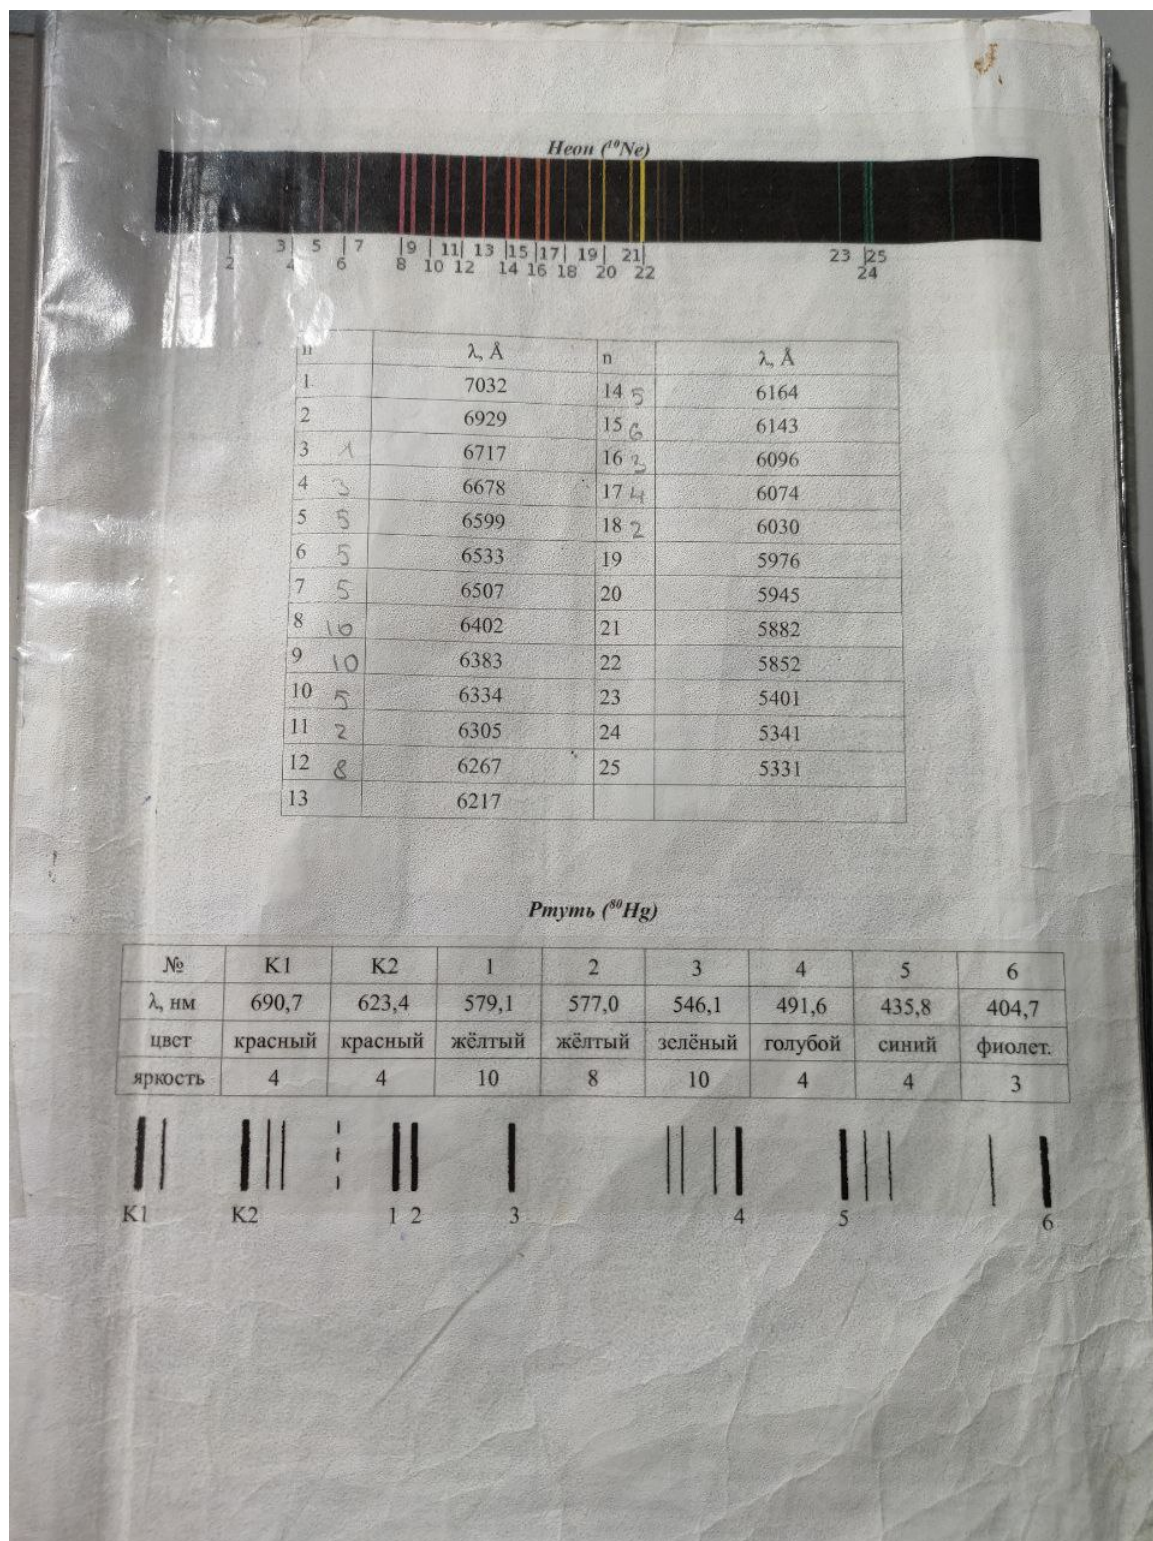 Неон (¹⁰Ne)
3| 5 | 7 |9 | 11| 13 |15 |17| 19| 21| 23 |25
2 4 6 8 10 12 14 16 18 20 22 24
n λ, Å n λ, Å
1 7032 14 5 6164
2 6929 15 6 6143
3 1 6717 16 3 6096
4 3 6678 17 4 6074
5 5 6599 18 2 6030
6 5 6533 19 5976
7 5 6507 20 5945
8 10 6402 21 5882
9 10 6383 22 5852
10 5 6334 23 5401
11 2 6305 24 5341
12 8 6267 25 5331
13 6217
Ртуть (⁸⁰Hg)
№ K1 K2 1 2 3 4 5 6
λ, нм 690,7 623,4 579,1 577,0 546,1 491,6 435,8 404,7
цвет красный красный жёлтый жёлтый зелёный голубой синий фиолет.
яркость 4 4 10 8 10 4 4 3
K1 K2 1 2 3 4 5 6